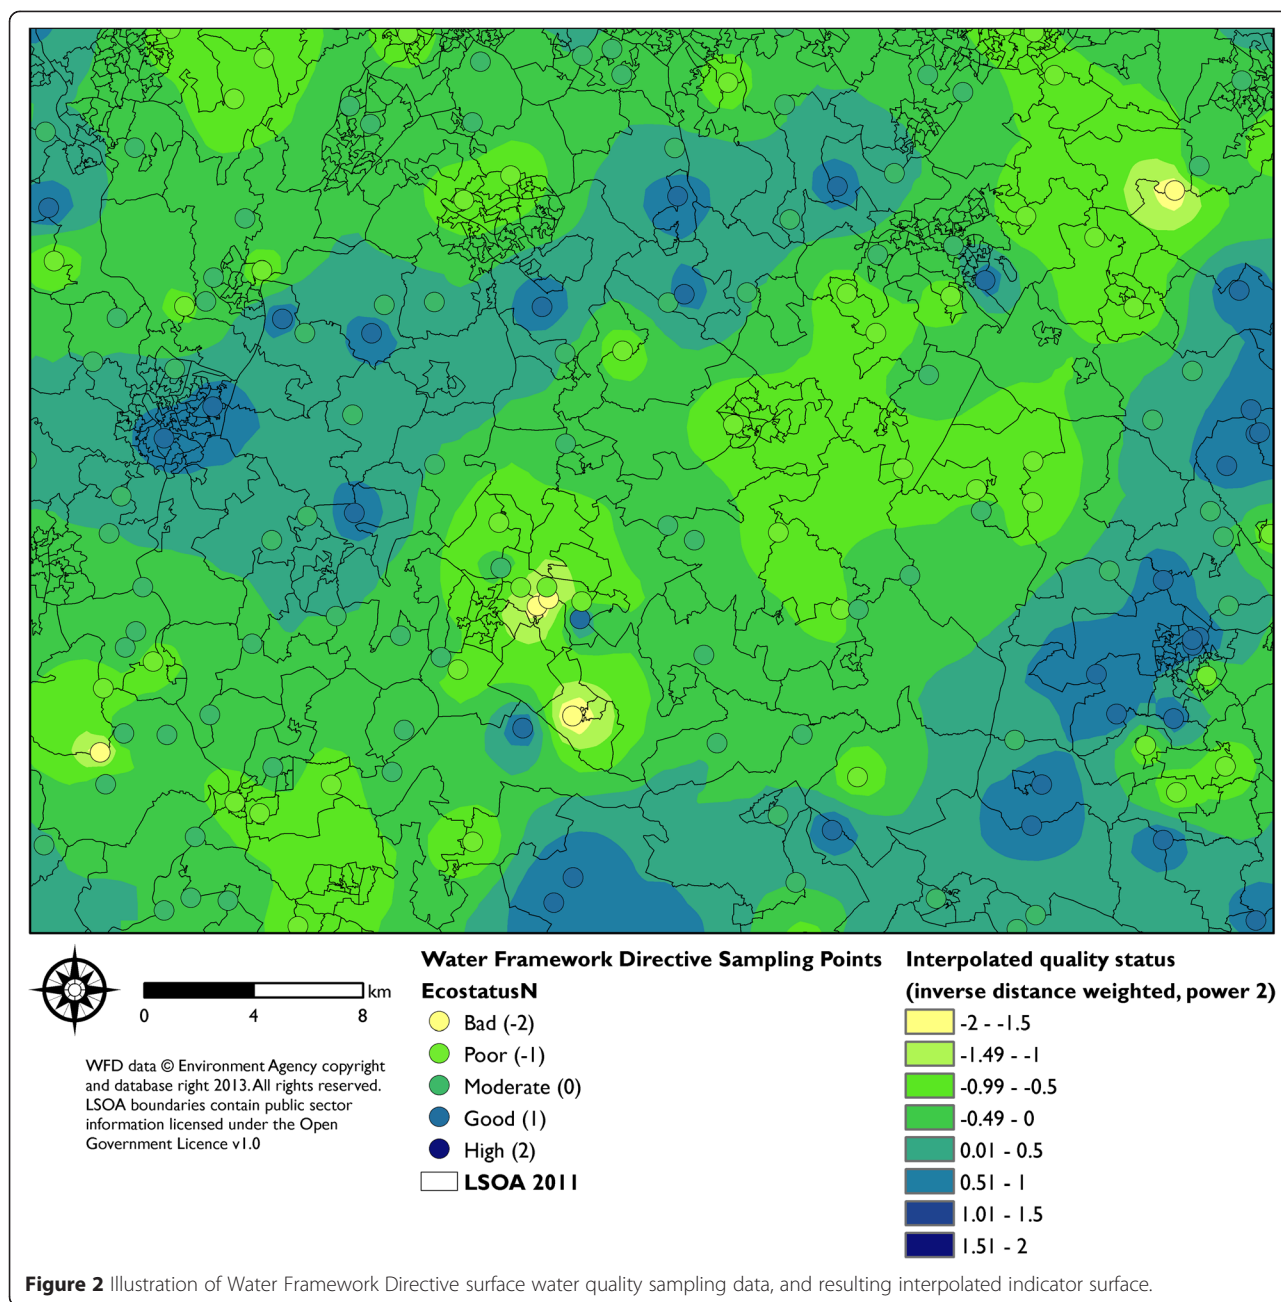 km
0 4 8
WFD data © Environment Agency copyright
and database right 2013. All rights reserved.
LSOA boundaries contain public sector
information licensed under the Open
Government Licence v1.0
Water Framework Directive Sampling Points
EcostatusN
Bad (-2)
Poor (-1)
Moderate (0)
Good (1)
High (2)
LSOA 2011
Interpolated quality status
(inverse distance weighted, power 2)
-2 - -1.5
-1.49 - -1
-0.99 - -0.5
-0.49 - 0
0.01 - 0.5
0.51 - 1
1.01 - 1.5
1.51 - 2
Figure 2 Illustration of Water Framework Directive surface water quality sampling data, and resulting interpolated indicator surface.